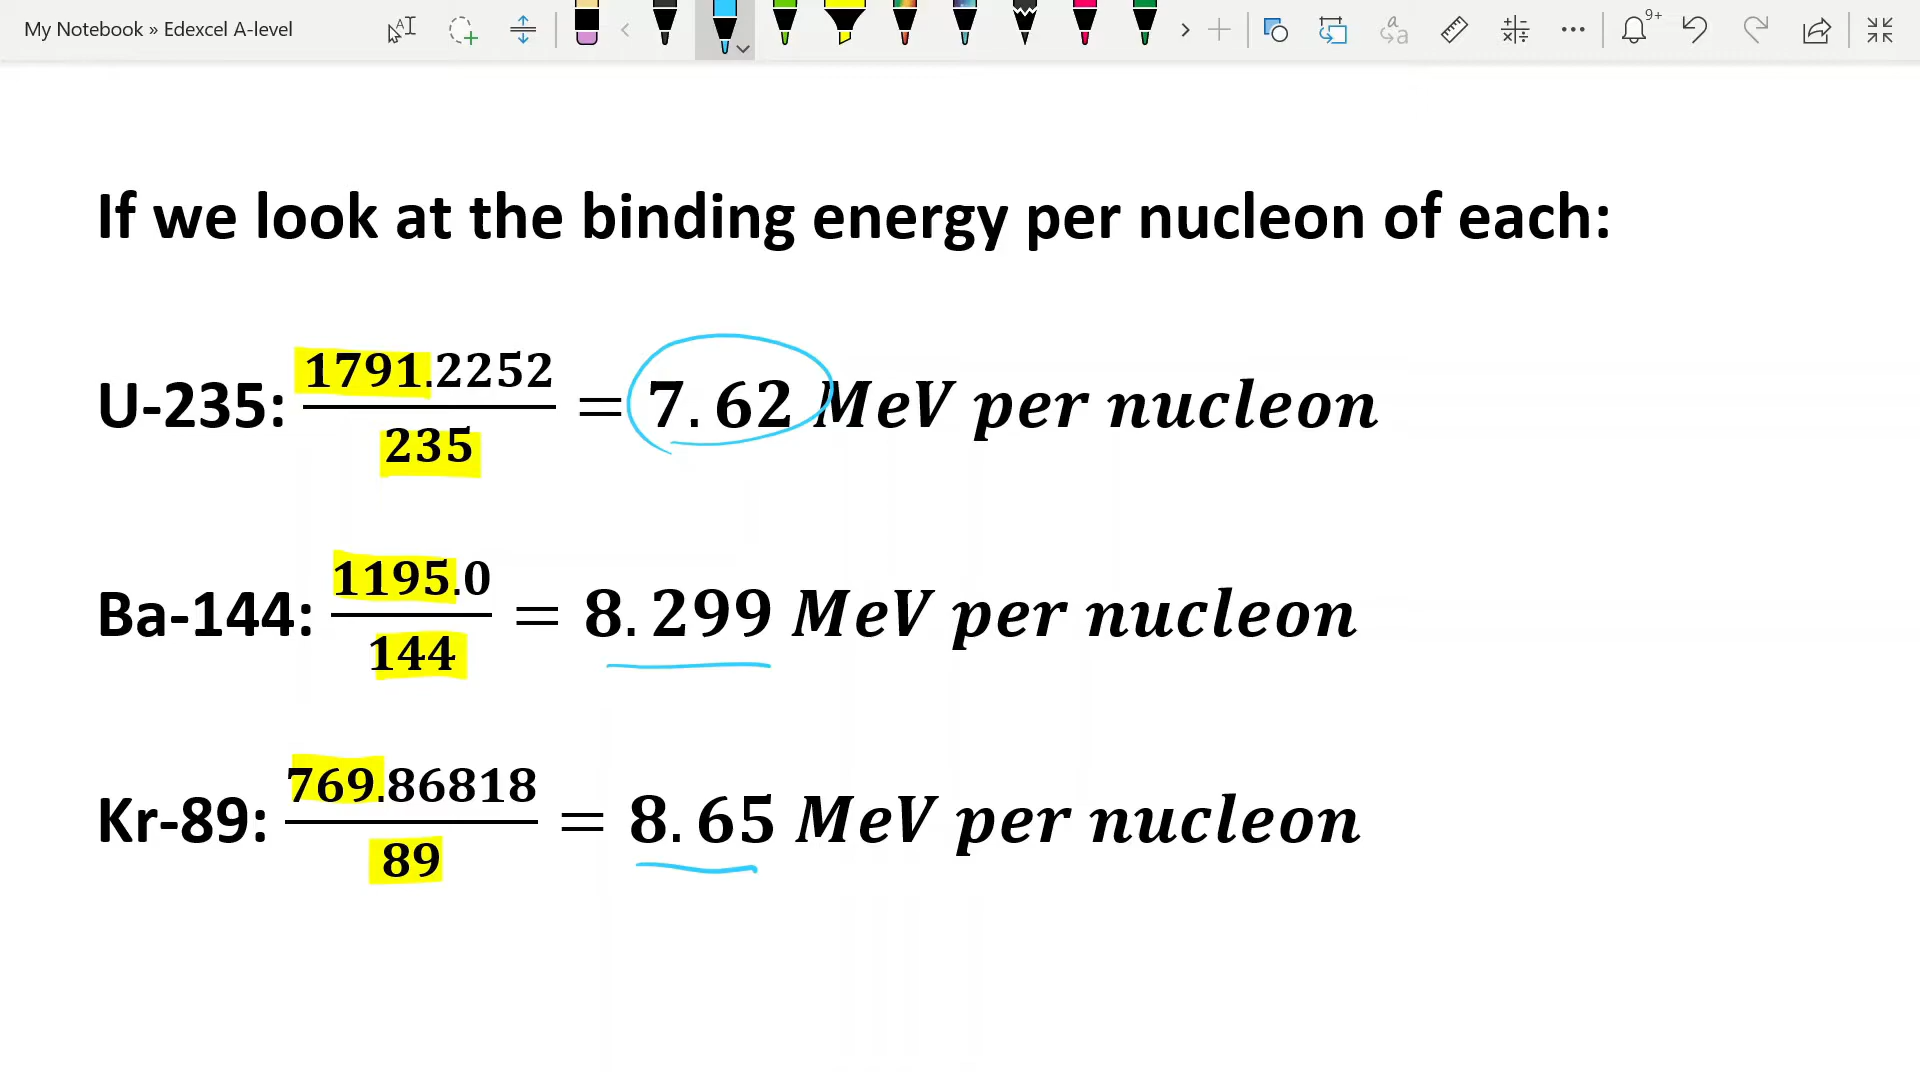 My Notebook » Edexcel A-level
9+
If we look at the binding energy per nucleon of each:
U-235: 1791.2252 / 235 = 7.62 MeV per nucleon
Ba-144: 1195.0 / 144 = 8.299 MeV per nucleon
Kr-89: 769.86818 / 89 = 8.65 MeV per nucleon